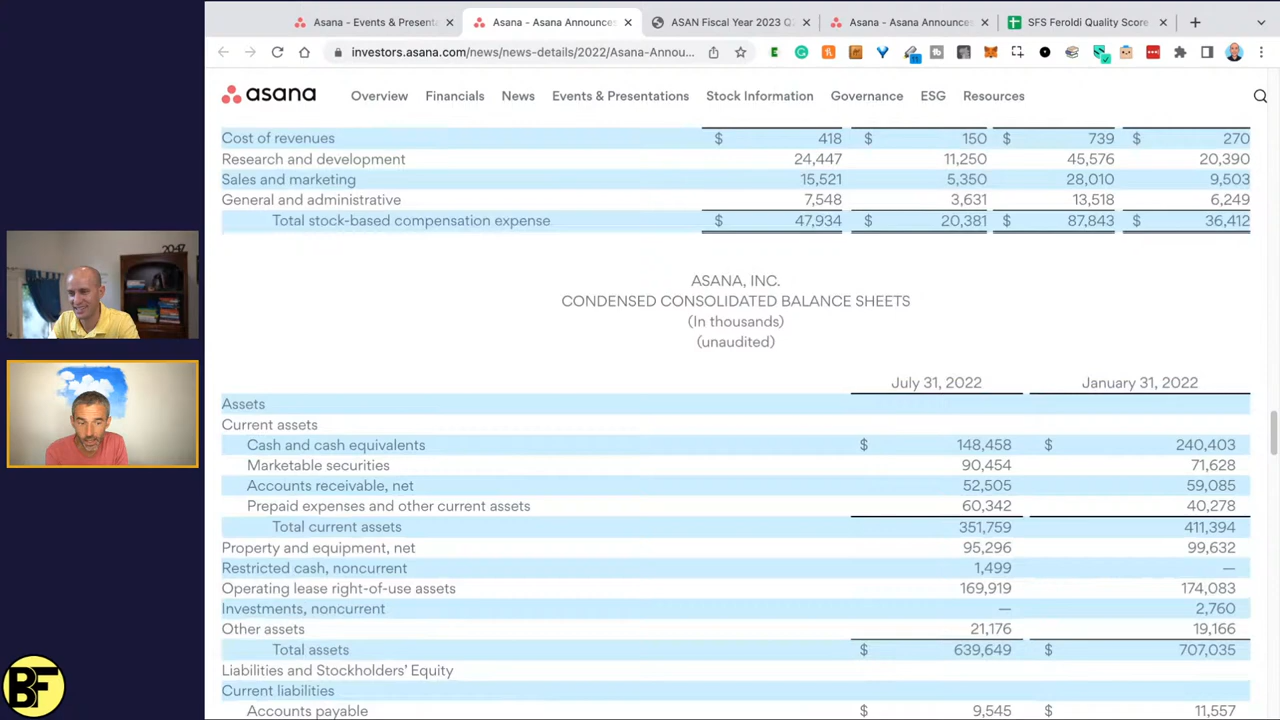 Asana - Events & Presenta
Asana - Asana Announce
ASAN Fiscal Year 2023 Q
Asana - Asana Announce
SFS Feroldi Quality Score
investors.asana.com/news/news-details/2022/Asana-Annou...
asana
Overview Financials News Events & Presentations Stock Information Governance ESG Resources
Cost of revenues $ 418 $ 150 $ 739 $ 270
Research and development 24,447 11,250 45,576 20,390
Sales and marketing 15,521 5,350 28,010 9,503
General and administrative 7,548 3,631 13,518 6,249
Total stock-based compensation expense $ 47,934 $ 20,381 $ 87,843 $ 36,412
ASANA, INC.
CONDENSED CONSOLIDATED BALANCE SHEETS
(In thousands)
(unaudited)
July 31, 2022 January 31, 2022
Assets
Current assets
Cash and cash equivalents $ 148,458 $ 240,403
Marketable securities 90,454 71,628
Accounts receivable, net 52,505 59,085
Prepaid expenses and other current assets 60,342 40,278
Total current assets 351,759 411,394
Property and equipment, net 95,296 99,632
Restricted cash, noncurrent 1,499 —
Operating lease right-of-use assets 169,919 174,083
Investments, noncurrent — 2,760
Other assets 21,176 19,166
Total assets $ 639,649 $ 707,035
Liabilities and Stockholders' Equity
Current liabilities
Accounts payable $ 9,545 $ 11,557
BF